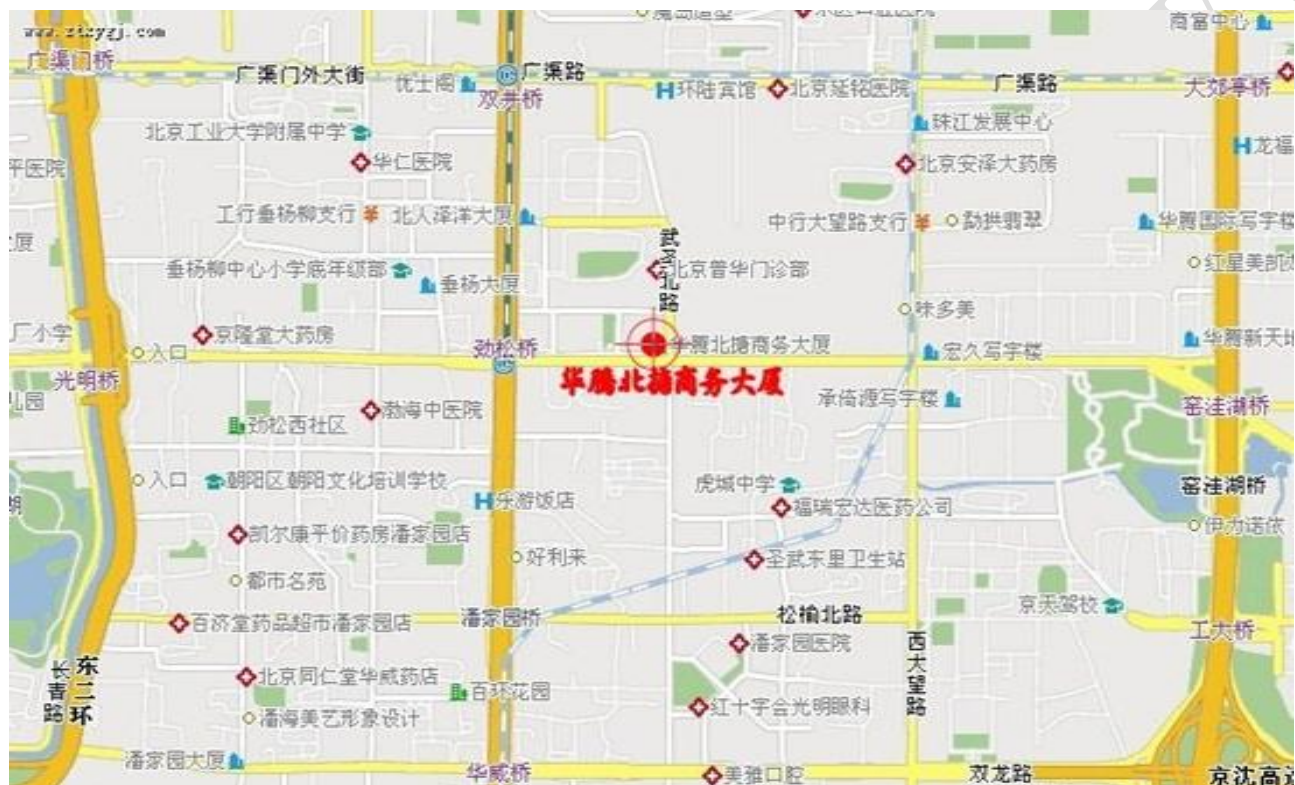 商富中心
广渠门桥
广渠门外大街
优士阁
广渠路
双井桥
环陆宾馆
北京延铭医院
广渠路
大郊亭桥
北京工业大学附属中学
珠江发展中心
龙福
平医院
华仁医院
北京安泽大药房
工行垂杨柳支行
北人泽洋大厦
中行大望路支行
勐拱翡翠
华腾国际写字楼
武圣北路
垂杨柳中心小学底年级部
垂杨大厦
北京普华门诊部
红星美凯
味多美
厂小学
京隆堂大药房
入口
劲松桥
华腾北搪商务大厦
宏久写字楼
华腾新天地
光明桥
华腾北搪商务大厦
儿园
渤海中医院
承倚源写字楼
窑洼湖桥
劲松西社区
入口
朝阳区朝阳文化培训学校
虎城中学
窑洼湖桥
乐游饭店
福瑞宏达医药公司
伊力诺依
凯尔康平价药房潘家园店
好利来
圣武东里卫生站
都市名苑
京天驾校
百济堂药品超市潘家园店
潘家园桥
松榆北路
工大桥
潘家园医院
西大望路
长青路
东二环
北京同仁堂华威药店
百环花园
红十字会光明眼科
潘海美艺形象设计
潘家园大厦
华威桥
美雅口腔
双龙路
京沈高速